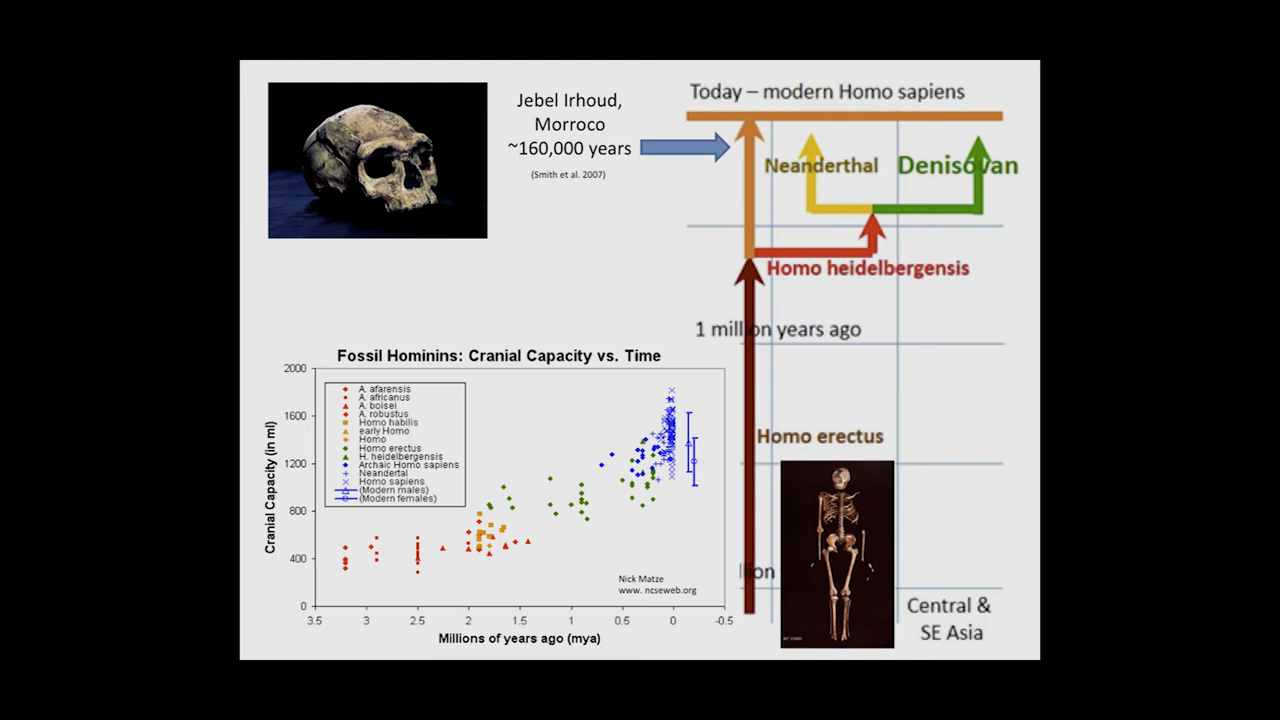 Jebel Irhoud,
Morroco
~160,000 years
(Smith et al. 2007)
Today – modern Homo sapiens
Neanderthal
Denisovan
Homo heidelbergensis
1 million years ago
Homo erectus
llion
Central &
SE Asia
Fossil Hominins: Cranial Capacity vs. Time
Cranial Capacity (in ml)
2000
1600
1200
800
400
0
A. afarensis
A. africanus
A. boisei
A. robustus
Homo habilis
early Homo
Homo
Homo erectus
H. heidelbergensis
Archaic Homo sapiens
Neandertal
Homo sapiens
(Modern males)
(Modern females)
Nick Matze
www. ncseweb.org
3.5 3 2.5 2 1.5 1 0.5 0 -0.5
Millions of years ago (mya)